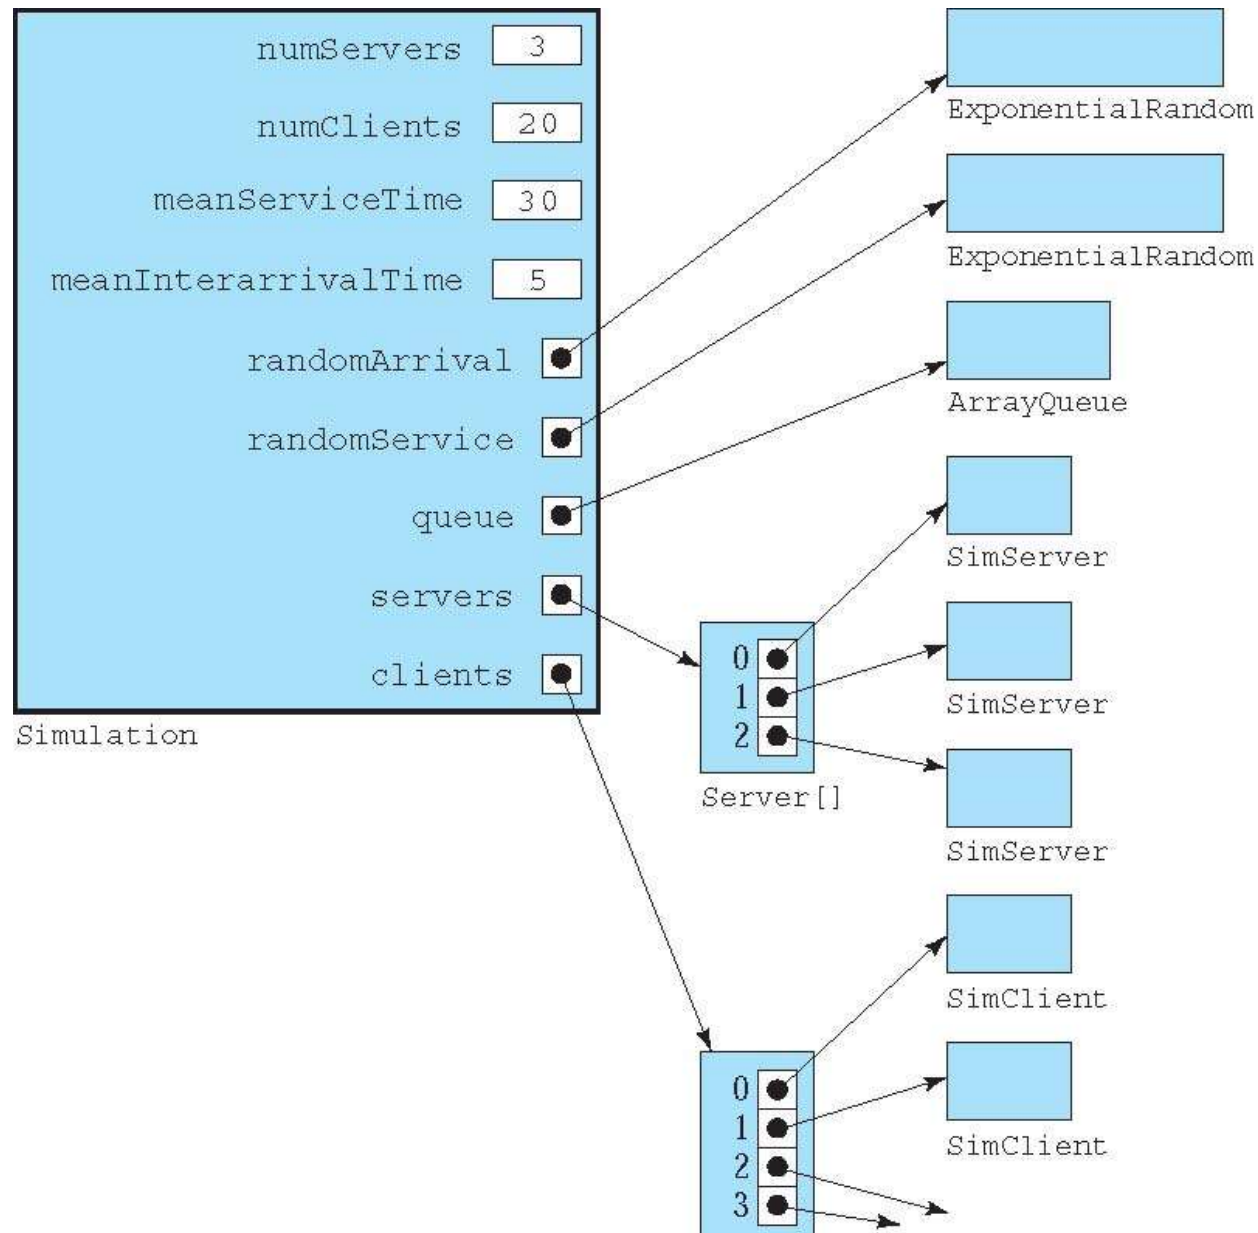 numServers 3
numClients 20
meanServiceTime 30
meanInterarrivalTime 5
randomArrival
randomService
queue
servers
clients
Simulation
ExponentialRandom
ExponentialRandom
ArrayQueue
SimServer
SimServer
SimServer
0
1
2
Server[]
SimClient
SimClient
0
1
2
3